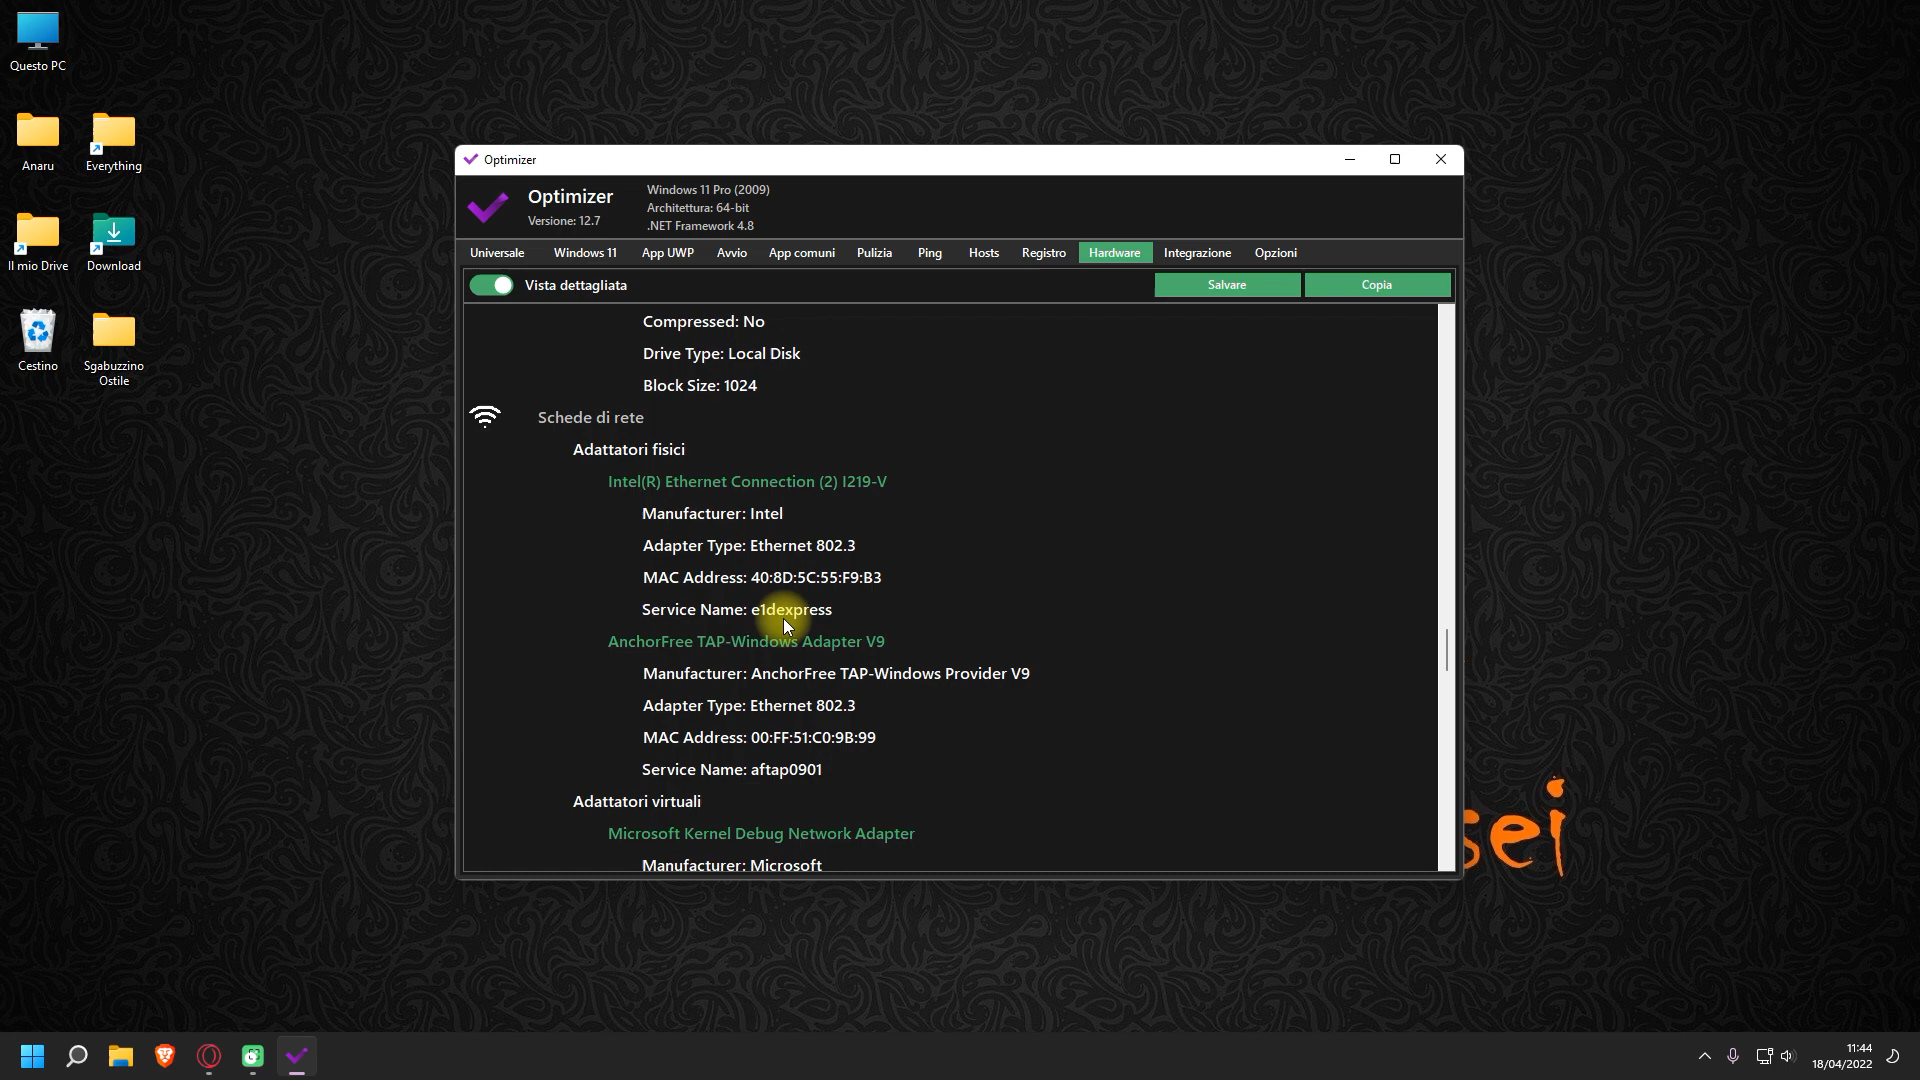 Questo PC
Anaru
Everything
Il mio Drive
Download
Cestino
Sgabuzzino
Ostile
Optimizer
Optimizer
Versione: 12.7
Windows 11 Pro (2009)
Architettura: 64-bit
.NET Framework 4.8
Universale Windows 11 App UWP Avvio App comuni Pulizia Ping Hosts Registro Hardware Integrazione Opzioni
Vista dettagliata Salvare Copia
Compressed: No
Drive Type: Local Disk
Block Size: 1024
Schede di rete
Adattatori fisici
Intel(R) Ethernet Connection (2) I219-V
Manufacturer: Intel
Adapter Type: Ethernet 802.3
MAC Address: 40:8D:5C:55:F9:B3
Service Name: e1dexpress
AnchorFree TAP-Windows Adapter V9
Manufacturer: AnchorFree TAP-Windows Provider V9
Adapter Type: Ethernet 802.3
MAC Address: 00:FF:51:C0:9B:99
Service Name: aftap0901
Adattatori virtuali
Microsoft Kernel Debug Network Adapter
Manufacturer: Microsoft
sei
11:44
18/04/2022